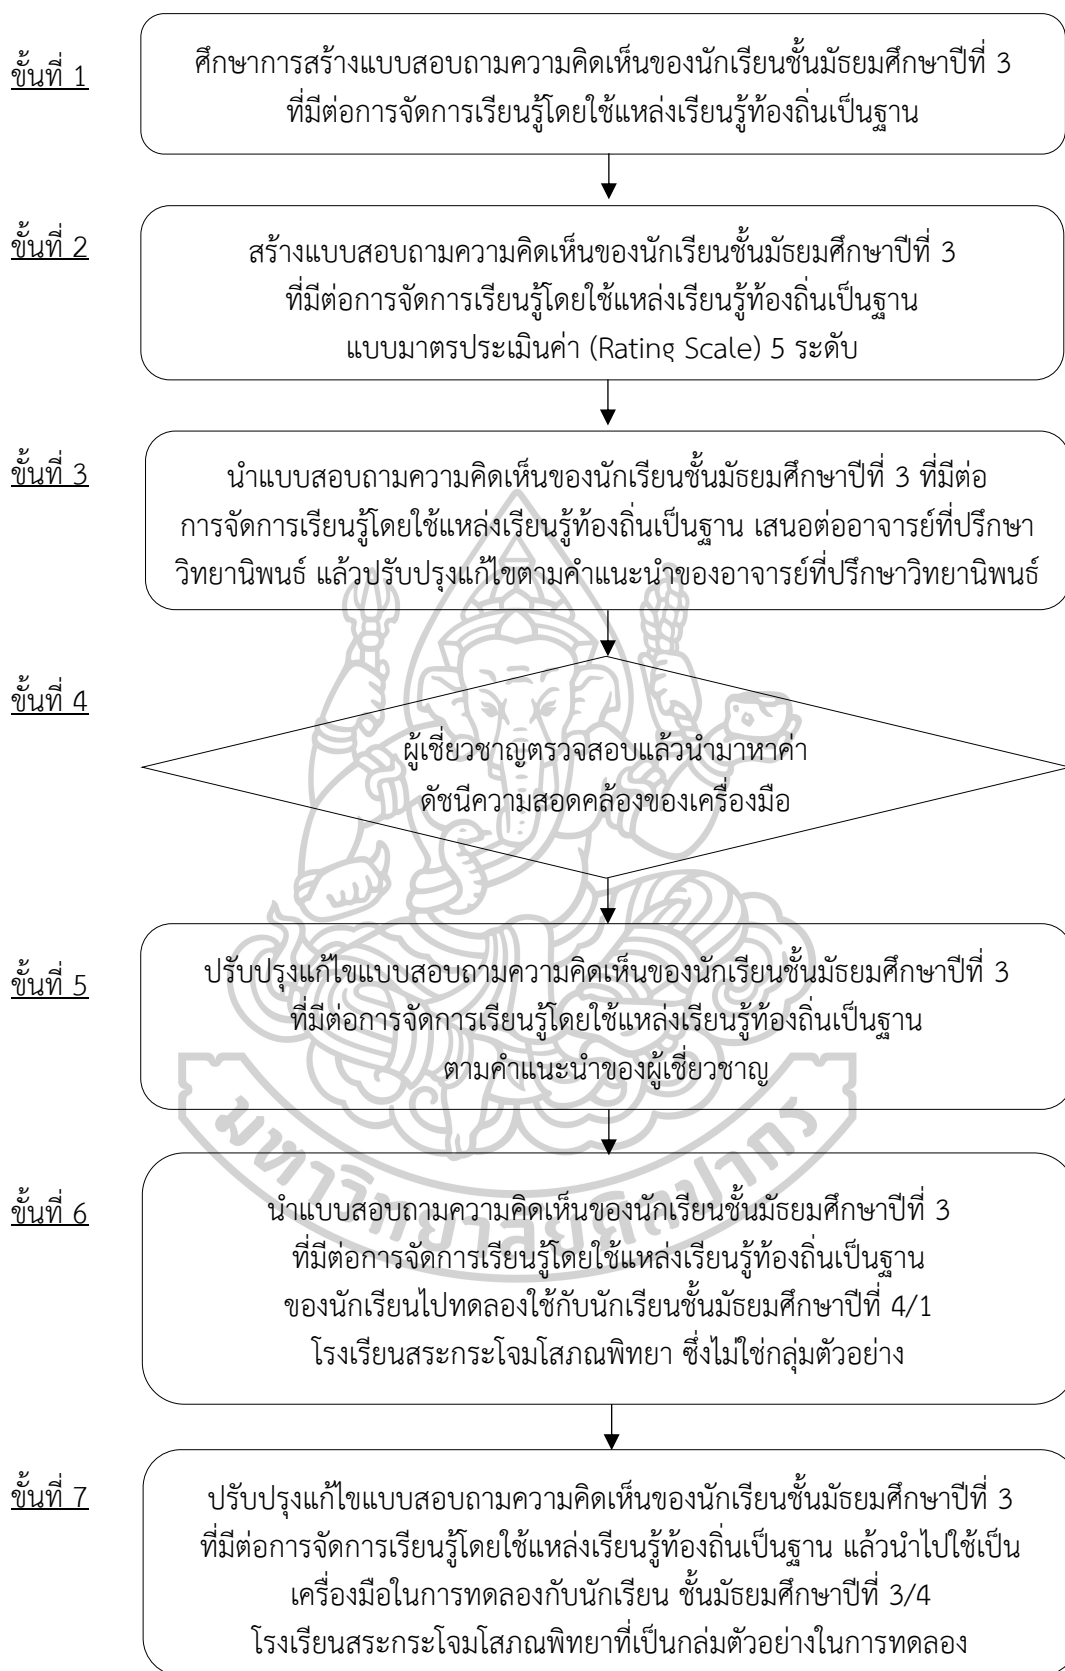 ขั้นที่ 1
ศึกษาการสร้างแบบสอบถามความคิดเห็นของนักเรียนชั้นมัธยมศึกษาปีที่ 3
ที่มีต่อการจัดการเรียนรู้โดยใช้แหล่งเรียนรู้ท้องถิ่นเป็นฐาน
ขั้นที่ 2
สร้างแบบสอบถามความคิดเห็นของนักเรียนชั้นมัธยมศึกษาปีที่ 3
ที่มีต่อการจัดการเรียนรู้โดยใช้แหล่งเรียนรู้ท้องถิ่นเป็นฐาน
แบบมาตรประเมินค่า (Rating Scale) 5 ระดับ
ขั้นที่ 3
นำแบบสอบถามความคิดเห็นของนักเรียนชั้นมัธยมศึกษาปีที่ 3 ที่มีต่อ
การจัดการเรียนรู้โดยใช้แหล่งเรียนรู้ท้องถิ่นเป็นฐาน เสนอต่ออาจารย์ที่ปรึกษา
วิทยานิพนธ์ แล้วปรับปรุงแก้ไขตามคำแนะนำของอาจารย์ที่ปรึกษาวิทยานิพนธ์
ขั้นที่ 4
ผู้เชี่ยวชาญตรวจสอบแล้วนำมาหาค่า
ดัชนีความสอดคล้องของเครื่องมือ
ขั้นที่ 5
ปรับปรุงแก้ไขแบบสอบถามความคิดเห็นของนักเรียนชั้นมัธยมศึกษาปีที่ 3
ที่มีต่อการจัดการเรียนรู้โดยใช้แหล่งเรียนรู้ท้องถิ่นเป็นฐาน
ตามคำแนะนำของผู้เชี่ยวชาญ
ขั้นที่ 6
นำแบบสอบถามความคิดเห็นของนักเรียนชั้นมัธยมศึกษาปีที่ 3
ที่มีต่อการจัดการเรียนรู้โดยใช้แหล่งเรียนรู้ท้องถิ่นเป็นฐาน
ของนักเรียนไปทดลองใช้กับนักเรียนชั้นมัธยมศึกษาปีที่ 4/1
โรงเรียนสระกระโจมโสภณพิทยา ซึ่งไม่ใช่กลุ่มตัวอย่าง
มหาวิทยาลัยศิลปากร
ขั้นที่ 7
ปรับปรุงแก้ไขแบบสอบถามความคิดเห็นของนักเรียนชั้นมัธยมศึกษาปีที่ 3
ที่มีต่อการจัดการเรียนรู้โดยใช้แหล่งเรียนรู้ท้องถิ่นเป็นฐาน แล้วนำไปใช้เป็น
เครื่องมือในการทดลองกับนักเรียน ชั้นมัธยมศึกษาปีที่ 3/4
โรงเรียนสระกระโจมโสภณพิทยาที่เป็นกลุ่มตัวอย่างในการทดลอง